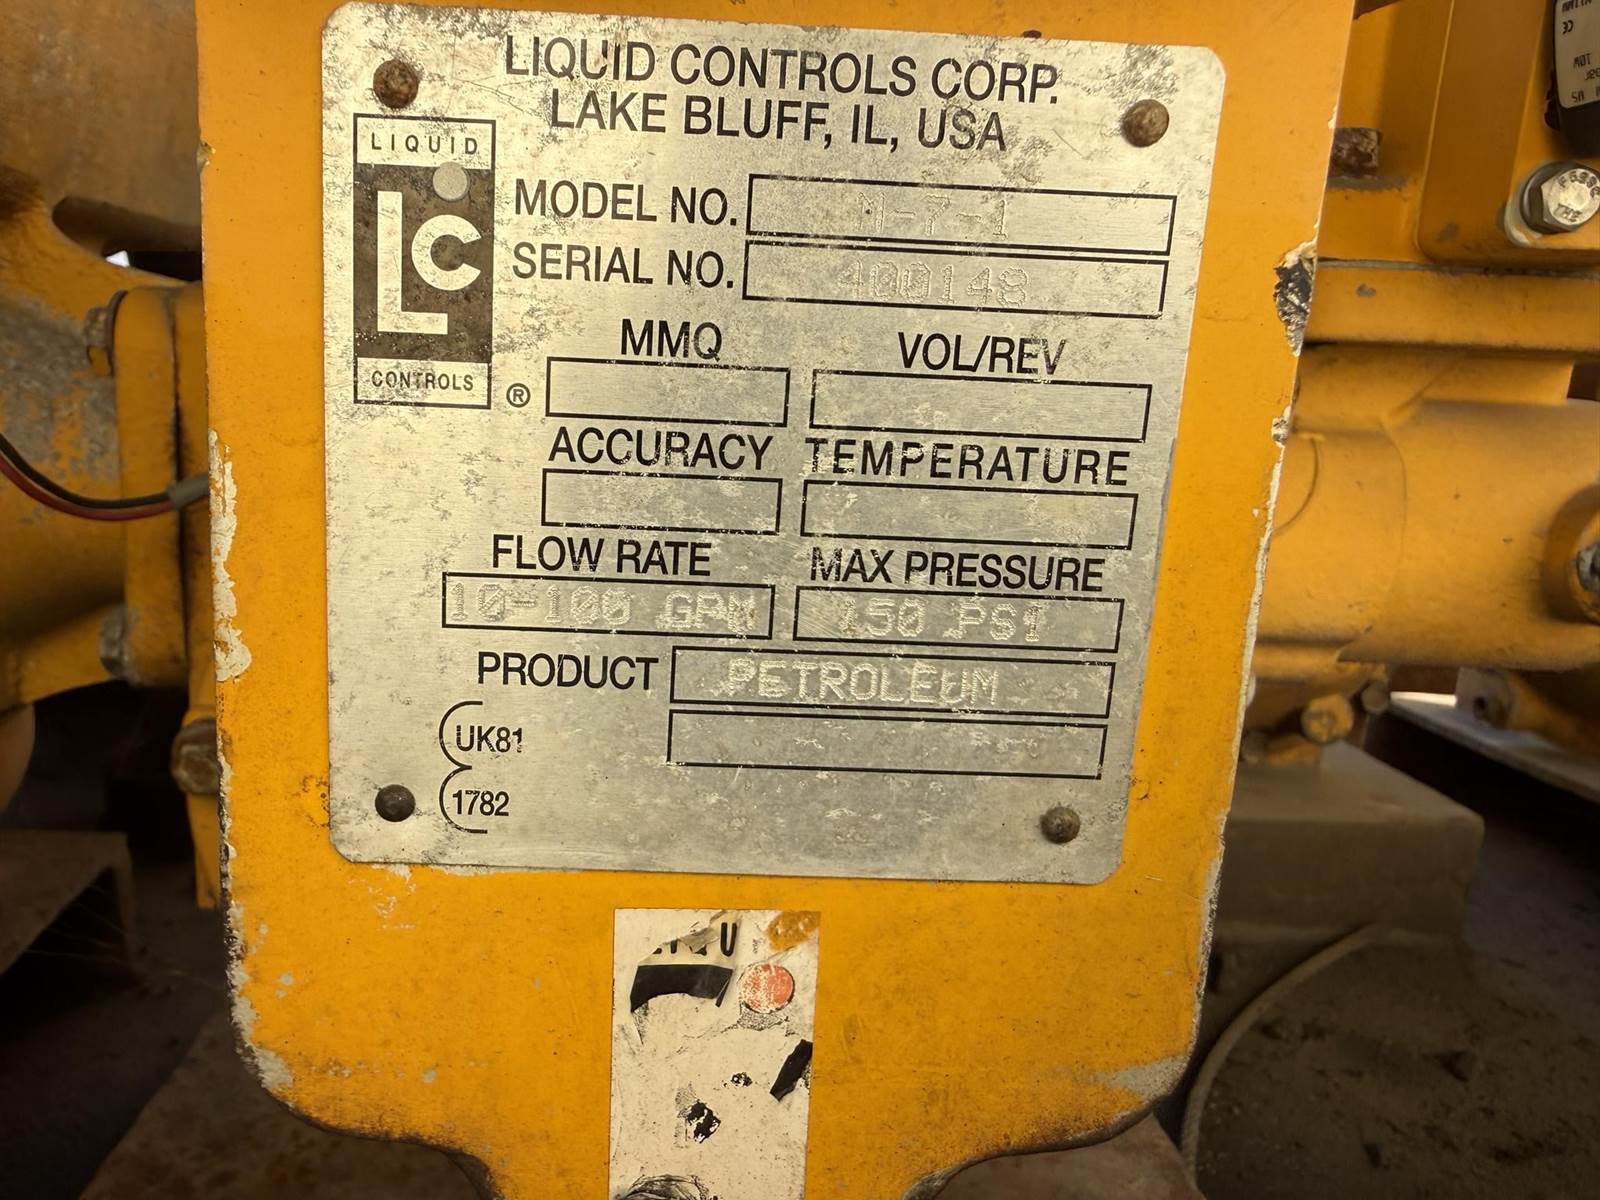 LIQUID CONTROLS CORP.
LAKE BLUFF, IL, USA
LIQUID
LC
CONTROLS
®
MODEL NO. M-7-1
SERIAL NO. 400148
MMQ VOL/REV
ACCURACY TEMPERATURE
FLOW RATE MAX PRESSURE
10-100 GPM 150 PSI
PRODUCT PETROLEUM
UK81
1782